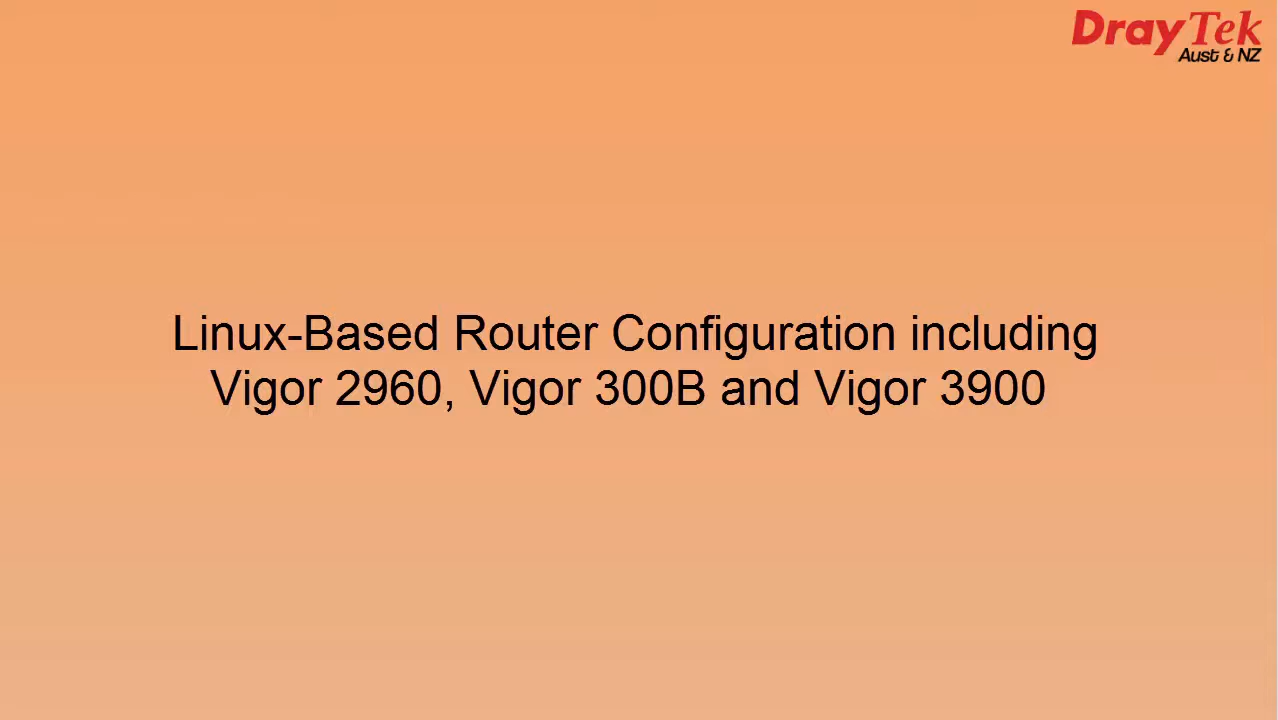 DrayTek
Aust & NZ
Linux-Based Router Configuration including
Vigor 2960, Vigor 300B and Vigor 3900